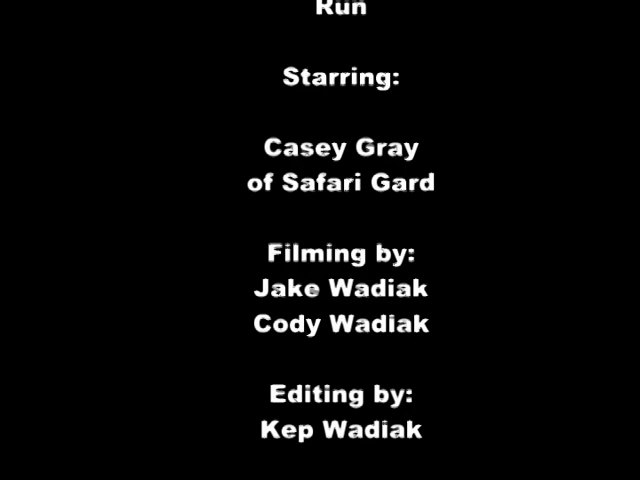 Run
Starring:
Casey Gray
of Safari Gard
Filming by:
Jake Wadiak
Cody Wadiak
Editing by:
Kep Wadiak